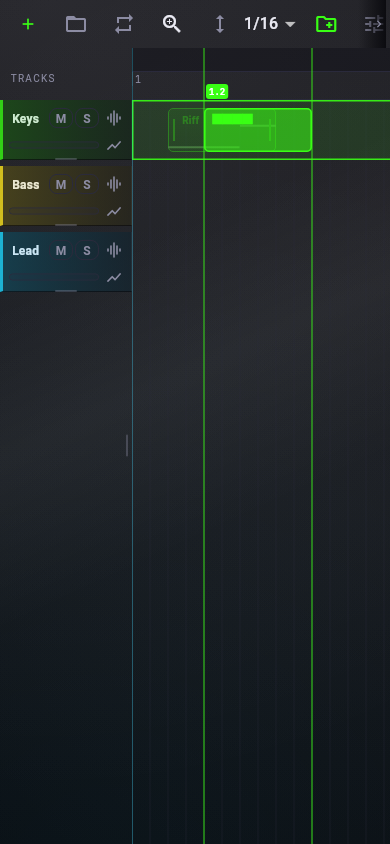 1/16
TRACKS
1
1.2
Keys M S
Riff
Bass M S
Lead M S